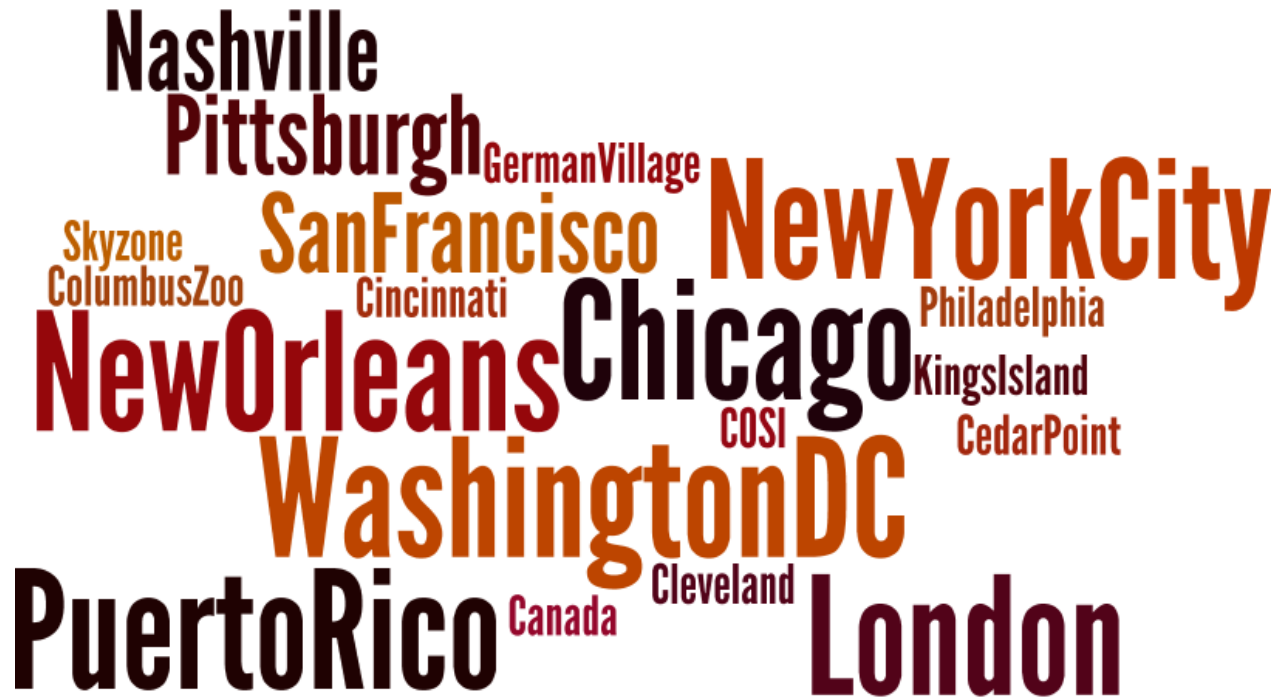 Nashville
Pittsburgh
GermanVillage
NewYorkCity
SanFrancisco
Skyzone
ColumbusZoo
Cincinnati
Chicago
Philadelphia
NewOrleans
KingsIsland
COSI
CedarPoint
WashingtonDC
Cleveland
PuertoRico
Canada
London